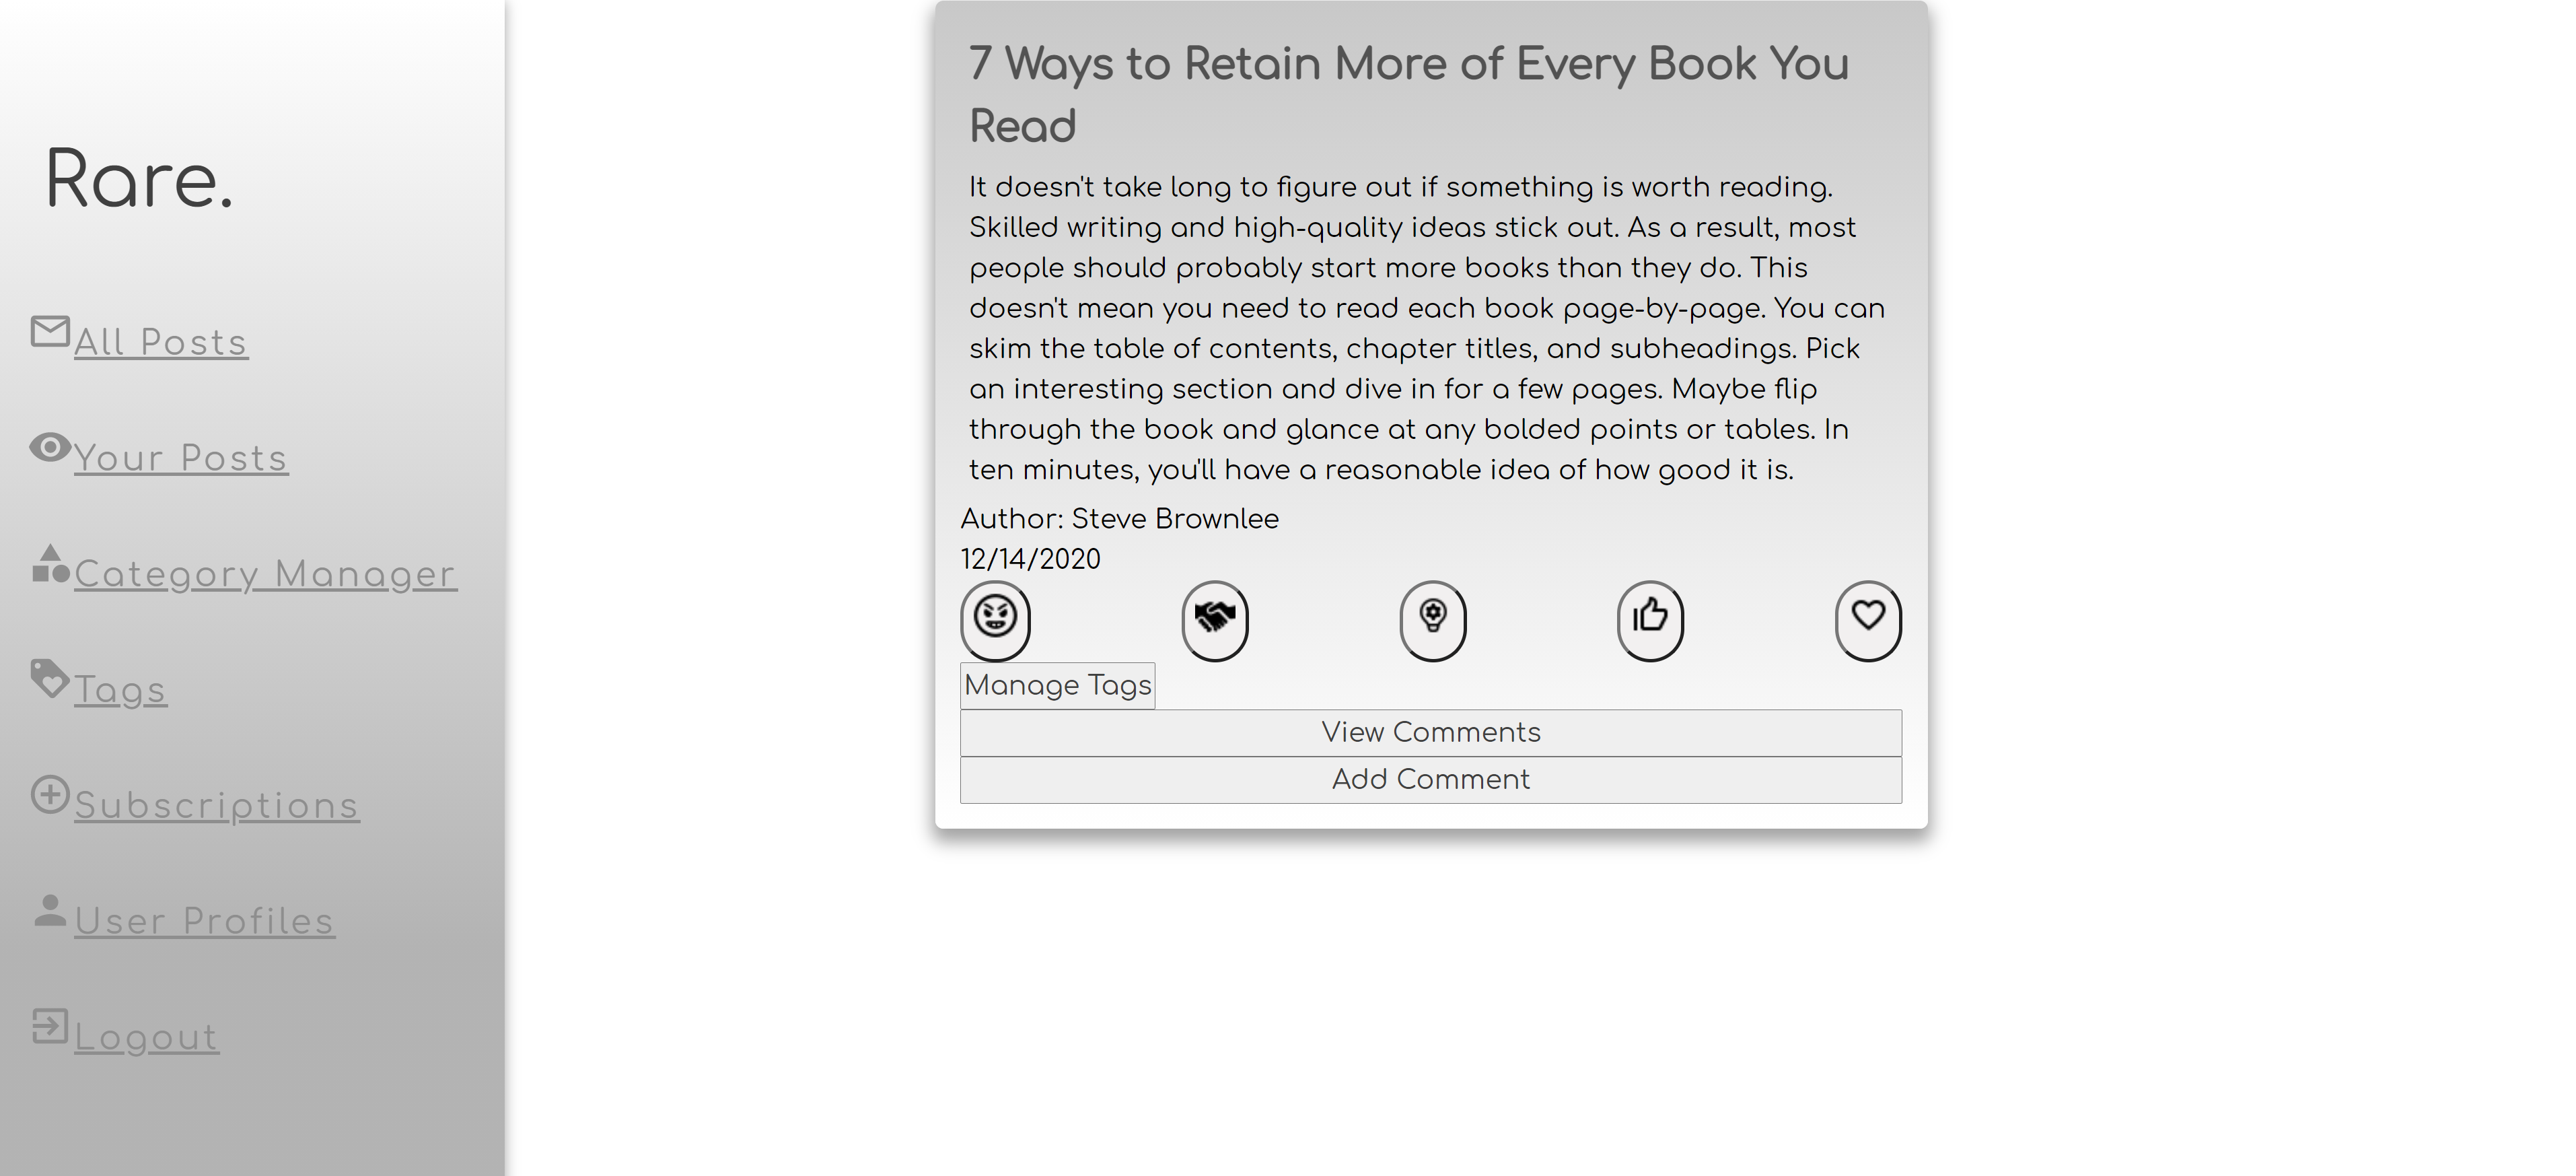 Rare.
All Posts
Your Posts
Category Manager
Tags
Subscriptions
User Profiles
Logout
7 Ways to Retain More of Every Book You
Read
It doesn't take long to figure out if something is worth reading.
Skilled writing and high-quality ideas stick out. As a result, most
people should probably start more books than they do. This
doesn't mean you need to read each book page-by-page. You can
skim the table of contents, chapter titles, and subheadings. Pick
an interesting section and dive in for a few pages. Maybe flip
through the book and glance at any bolded points or tables. In
ten minutes, you'll have a reasonable idea of how good it is.
Author: Steve Brownlee
12/14/2020
Manage Tags
View Comments
Add Comment